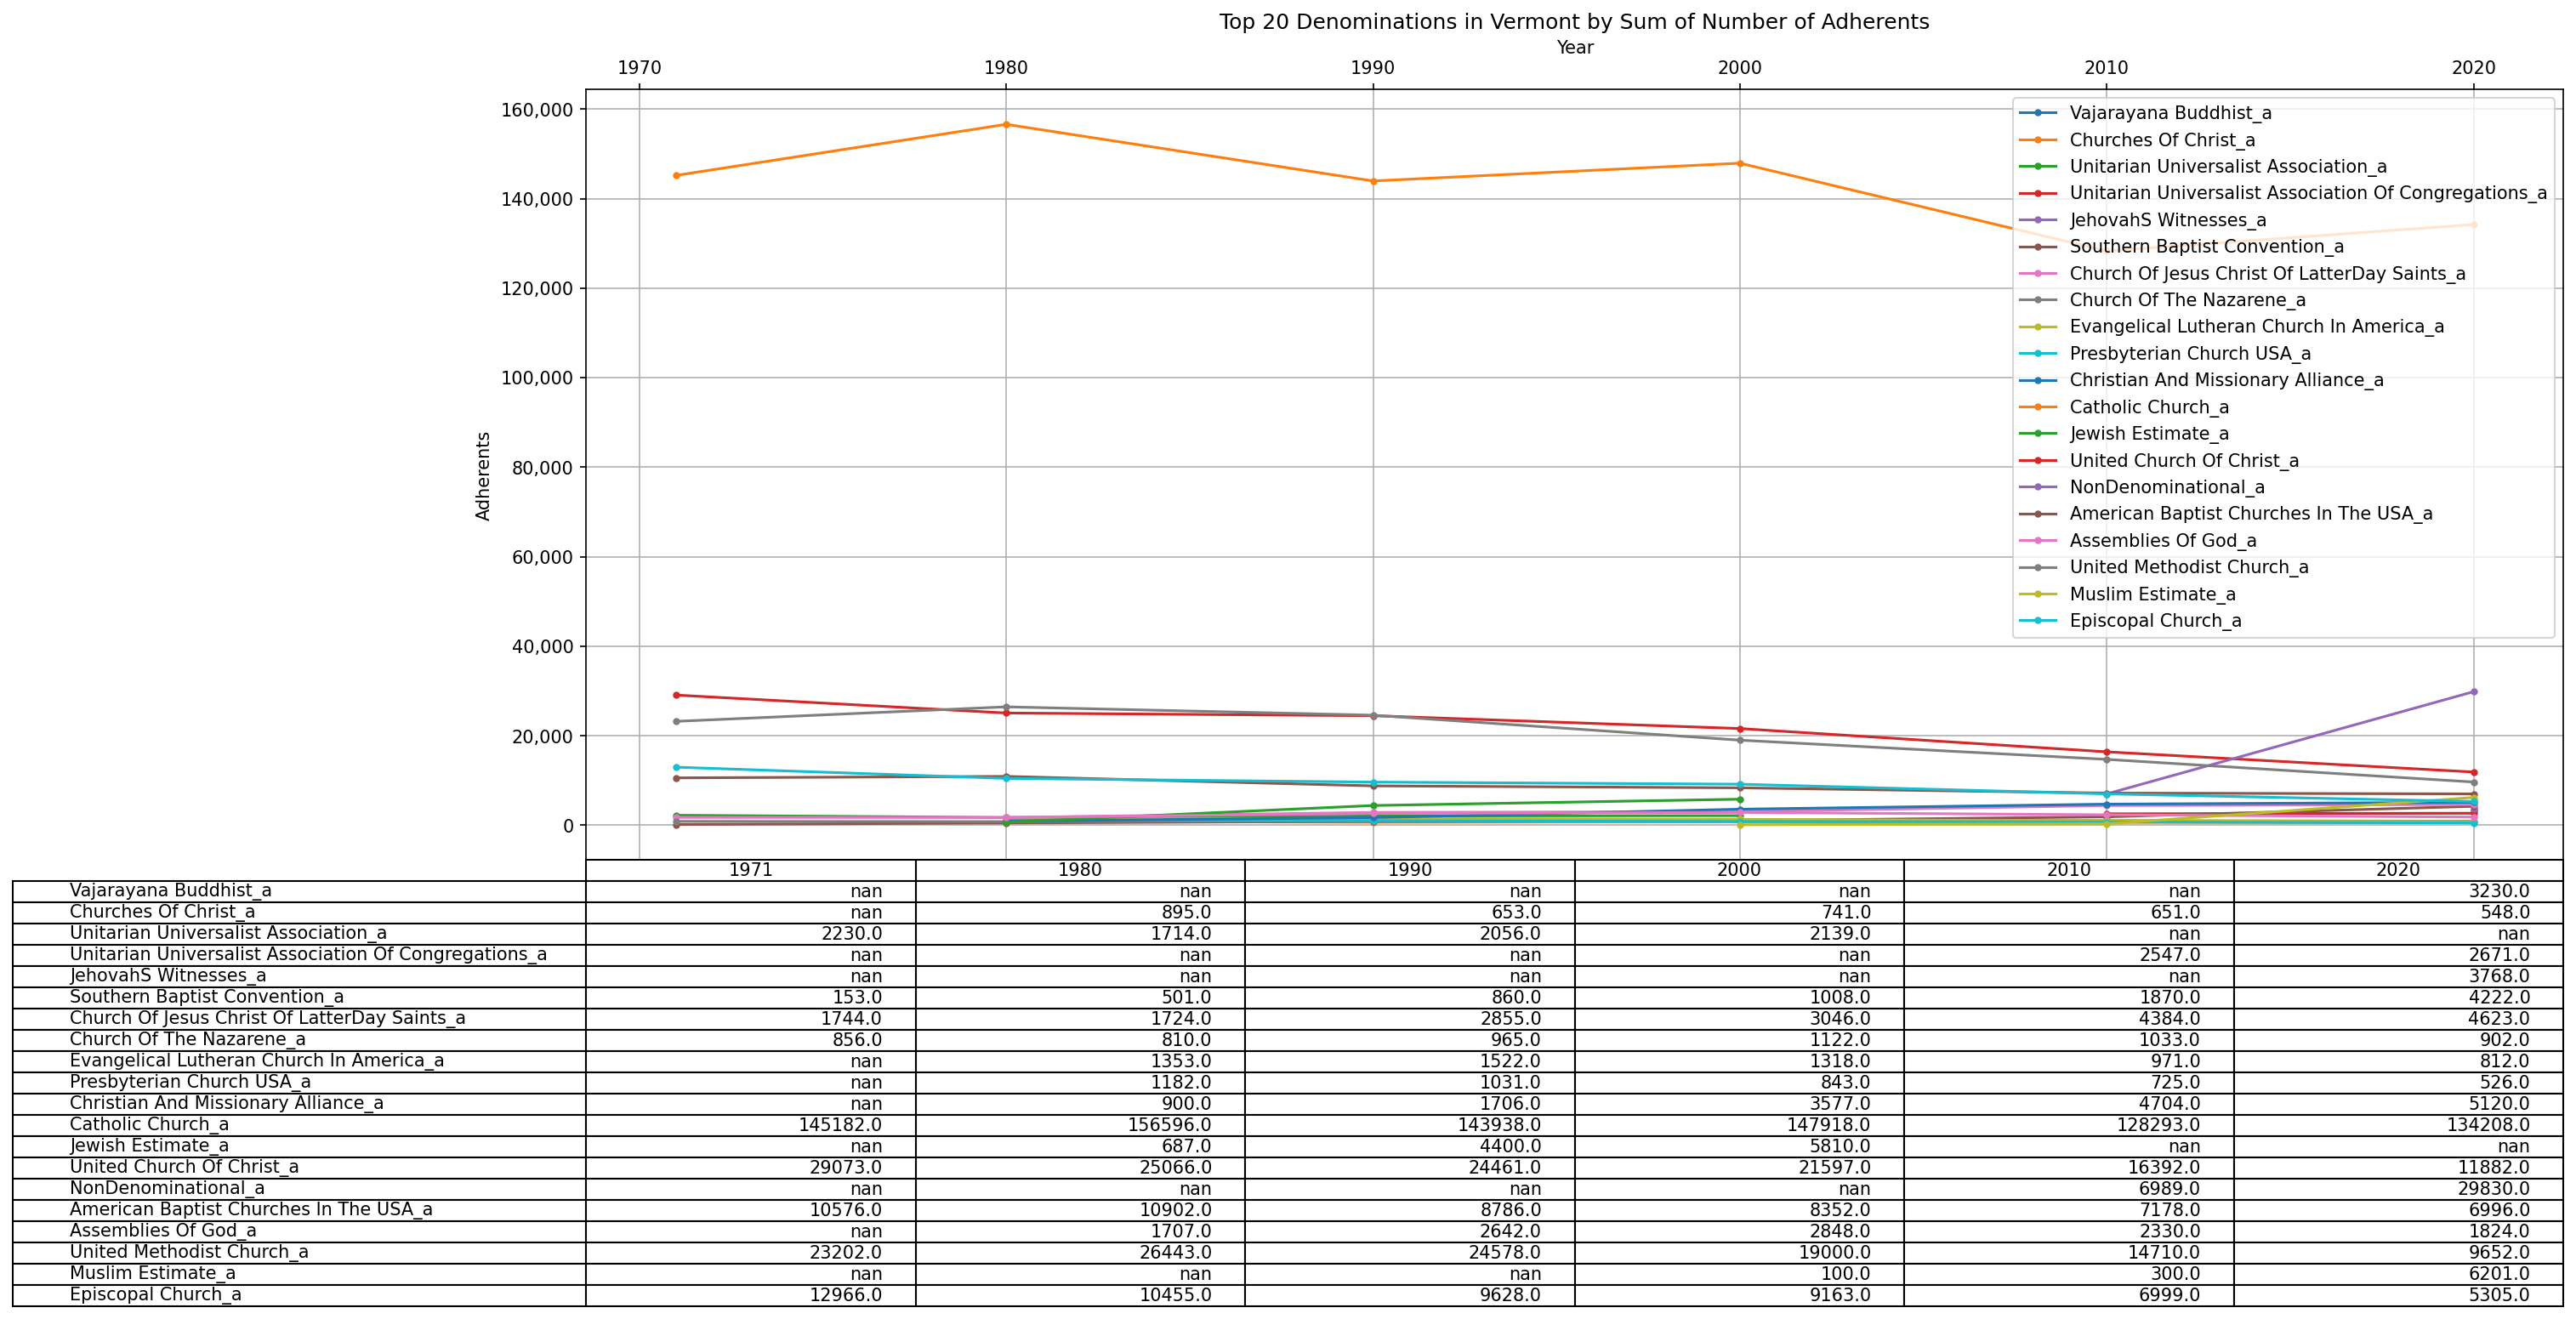 Top 20 Denominations in Vermont by Sum of Number of Adherents
Year
1970 1980 1990 2000 2010 2020
160,000
140,000
120,000
100,000
80,000
60,000
40,000
20,000
0
Adherents
Vajarayana Buddhist_a
Churches Of Christ_a
Unitarian Universalist Association_a
Unitarian Universalist Association Of Congregations_a
JehovahS Witnesses_a
Southern Baptist Convention_a
Church Of Jesus Christ Of LatterDay Saints_a
Church Of The Nazarene_a
Evangelical Lutheran Church In America_a
Presbyterian Church USA_a
Christian And Missionary Alliance_a
Catholic Church_a
Jewish Estimate_a
United Church Of Christ_a
NonDenominational_a
American Baptist Churches In The USA_a
Assemblies Of God_a
United Methodist Church_a
Muslim Estimate_a
Episcopal Church_a
1971 1980 1990 2000 2010 2020
Vajarayana Buddhist_a nan nan nan nan nan 3230.0
Churches Of Christ_a nan 895.0 653.0 741.0 651.0 548.0
Unitarian Universalist Association_a 2230.0 1714.0 2056.0 2139.0 nan nan
Unitarian Universalist Association Of Congregations_a nan nan nan nan 2547.0 2671.0
JehovahS Witnesses_a nan nan nan nan nan 3768.0
Southern Baptist Convention_a 153.0 501.0 860.0 1008.0 1870.0 4222.0
Church Of Jesus Christ Of LatterDay Saints_a 1744.0 1724.0 2855.0 3046.0 4384.0 4623.0
Church Of The Nazarene_a 856.0 810.0 965.0 1122.0 1033.0 902.0
Evangelical Lutheran Church In America_a nan 1353.0 1522.0 1318.0 971.0 812.0
Presbyterian Church USA_a nan 1182.0 1031.0 843.0 725.0 526.0
Christian And Missionary Alliance_a nan 900.0 1706.0 3577.0 4704.0 5120.0
Catholic Church_a 145182.0 156596.0 143938.0 147918.0 128293.0 134208.0
Jewish Estimate_a nan 687.0 4400.0 5810.0 nan nan
United Church Of Christ_a 29073.0 25066.0 24461.0 21597.0 16392.0 11882.0
NonDenominational_a nan nan nan nan 6989.0 29830.0
American Baptist Churches In The USA_a 10576.0 10902.0 8786.0 8352.0 7178.0 6996.0
Assemblies Of God_a nan 1707.0 2642.0 2848.0 2330.0 1824.0
United Methodist Church_a 23202.0 26443.0 24578.0 19000.0 14710.0 9652.0
Muslim Estimate_a nan nan nan 100.0 300.0 6201.0
Episcopal Church_a 12966.0 10455.0 9628.0 9163.0 6999.0 5305.0